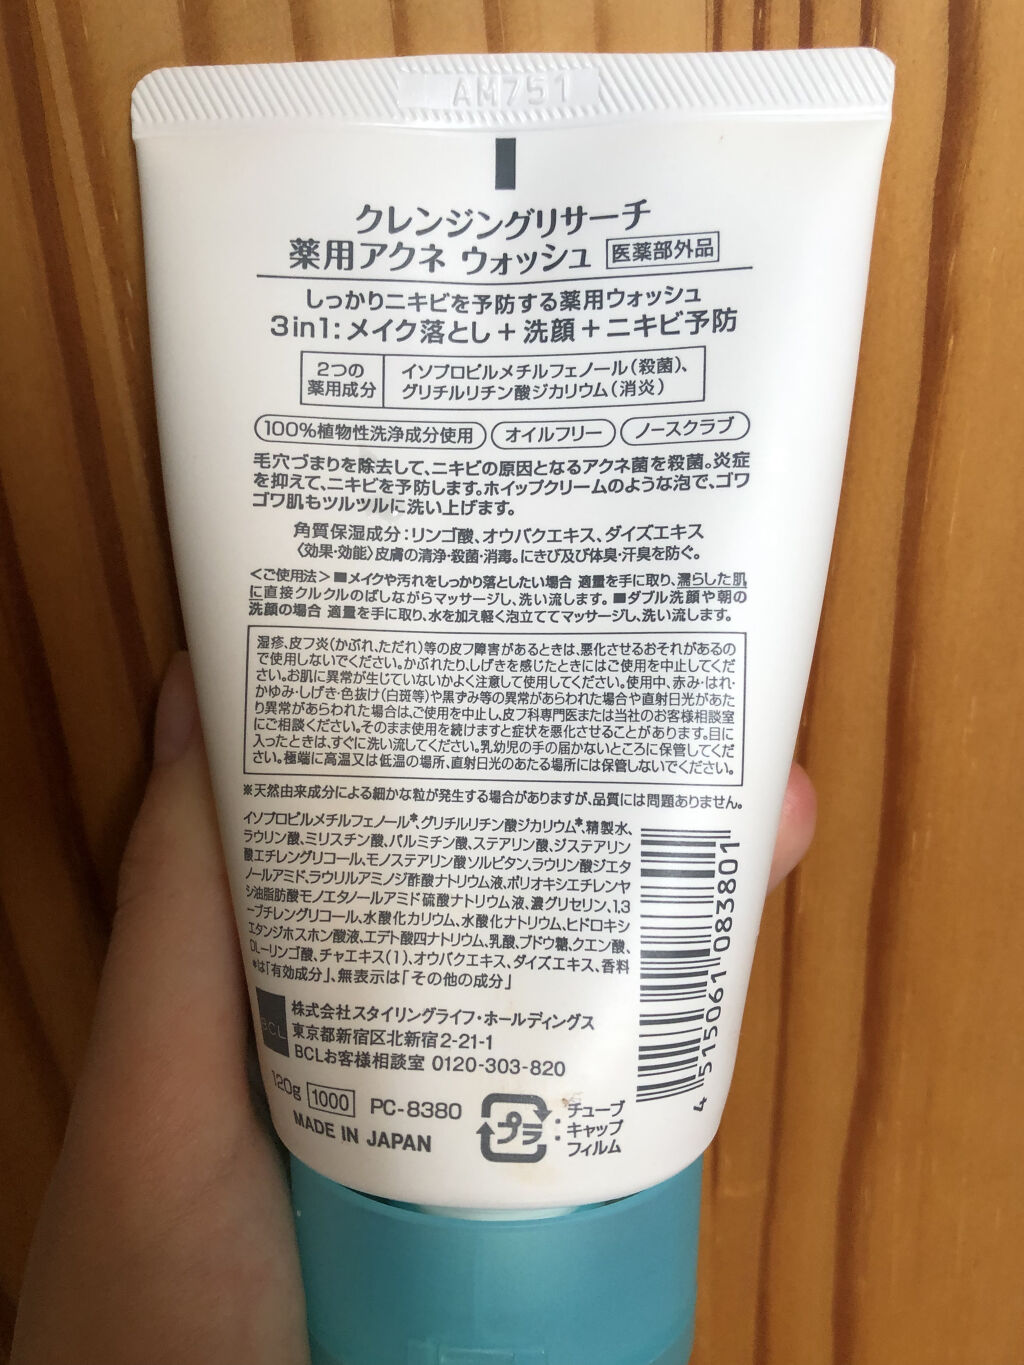 AM751
クレンジングリサーチ
薬用アクネ ウォッシュ 医薬部外品
しっかりニキビを予防する薬用ウォッシュ
3in1:メイク落とし+洗顔+ニキビ予防
2つの
薬用成分
イソプロピルメチルフェノール(殺菌)、
グリチルリチン酸ジカリウム(消炎)
100%植物性洗浄成分使用 オイルフリー ノースクラブ
毛穴づまりを除去して、ニキビの原因となるアクネ菌を殺菌。炎症
を抑えて、ニキビを予防します。ホイップクリームのような泡で、ゴワ
ゴワ肌もツルツルに洗い上げます。
角質保湿成分:リンゴ酸、オウバクエキス、ダイズエキス
〈効果・効能〉皮膚の清浄・殺菌・消毒。にきび及び体臭・汗臭を防ぐ。
<ご使用法>■メイクや汚れをしっかり落としたい場合 適量を手に取り、濡らした肌
に直接クルクルのばしながらマッサージし、洗い流します。■ダブル洗顔や朝の
洗顔の場合 適量を手に取り、水を加え軽く泡立ててマッサージし、洗い流します。
湿疹、皮フ炎(かぶれ、ただれ)等の皮フ障害があるときは、悪化させるおそれがあるの
で使用しないでください。かぶれたり、しげきを感じたときにはご使用を中止してくだ
さい。お肌に異常が生じていないかよく注意して使用してください。使用中、赤み・はれ・
かゆみ・しげき・色抜け(白斑等)や黒ずみ等の異常があらわれた場合や直射日光があた
り異常があらわれた場合は、ご使用を中止し、皮フ科専門医または当社のお客様相談室
にご相談ください。そのまま使用を続けますと症状を悪化させることがあります。目に
入ったときは、すぐに洗い流してください。乳幼児の手の届かないところに保管してくだ
さい。極端に高温又は低温の場所、直射日光のあたる場所には保管しないでください。
※天然由来成分による細かな粒が発生する場合がありますが、品質には問題ありません。
イソプロピルメチルフェノール*、グリチルリチン酸ジカリウム*、精製水、
ラウリン酸、ミリスチン酸、パルミチン酸、ステアリン酸、ジステアリン
酸エチレングリコール、モノステアリン酸ソルビタン、ラウリン酸ジエタ
ノールアミド、ラウリルアミノジ酢酸ナトリウム液、ポリオキシエチレンヤ
シ油脂肪酸モノエタノールアミド硫酸ナトリウム液、濃グリセリン、1,3
ーブチレングリコール、水酸化カリウム、水酸化ナトリウム、ヒドロキシ
エタンジホスホン酸液、エデト酸四ナトリウム、乳酸、ブドウ糖、クエン酸、
DL-リンゴ酸、チャエキス(1)、オウバクエキス、ダイズエキス、香料
*は「有効成分」、無表示は「その他の成分」
BCL
株式会社スタイリングライフ・ホールディングス
東京都新宿区北新宿2-21-1
BCLお客様相談室 0120-303-820
120g 1000 PC-8380
MADE IN JAPAN
プラ
:チューブ
:キャップ
フィルム
4 515061 083801